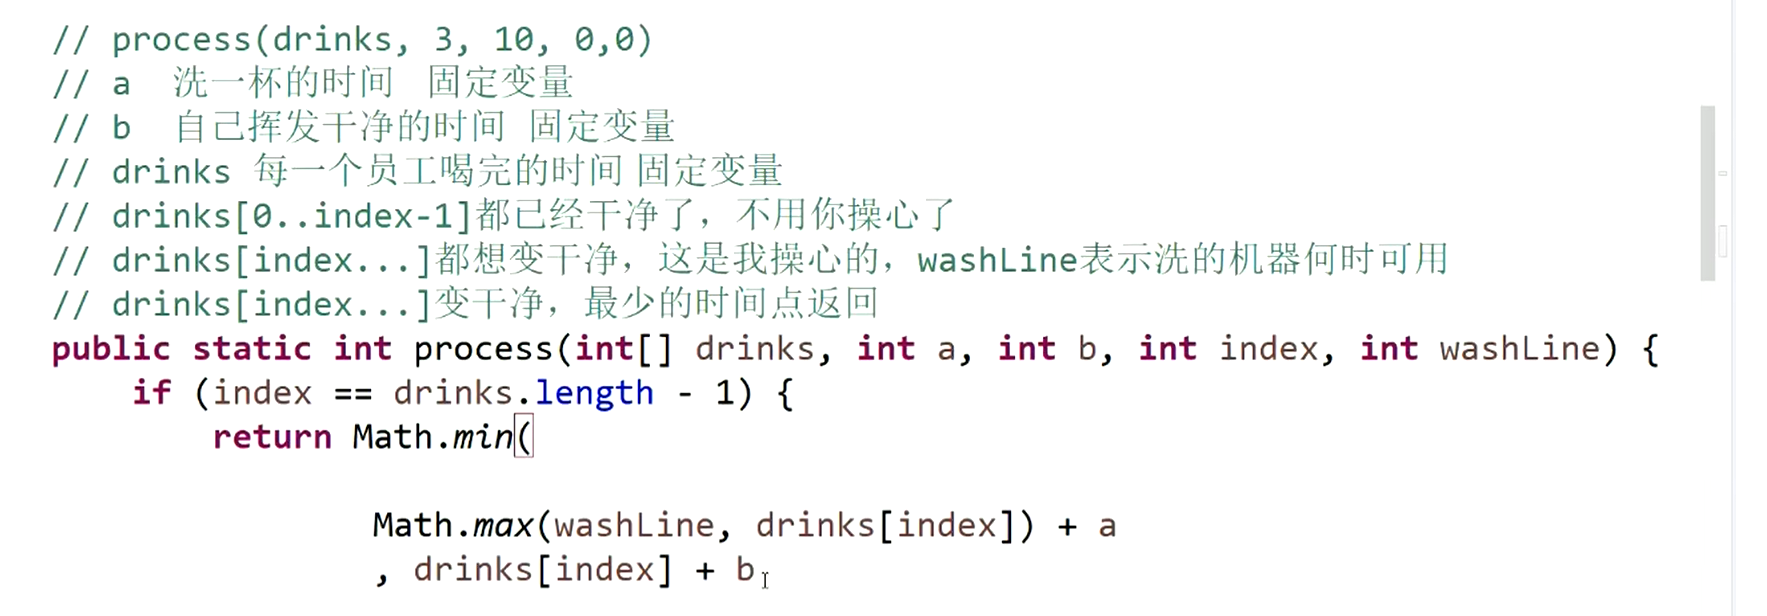 // process(drinks, 3, 10, 0,0)
// a 洗一杯的时间 固定变量
// b 自己挥发干净的时间 固定变量
// drinks 每一个员工喝完的时间 固定变量
// drinks[0..index-1]都已经干净了，不用你操心了
// drinks[index...]都想变干净，这是我操心的，washLine表示洗的机器何时可用
// drinks[index...]变干净，最少的时间点返回
public static int process(int[] drinks, int a, int b, int index, int washLine) {
if (index == drinks.length - 1) {
return Math.min(
Math.max(washLine, drinks[index]) + a
, drinks[index] + b